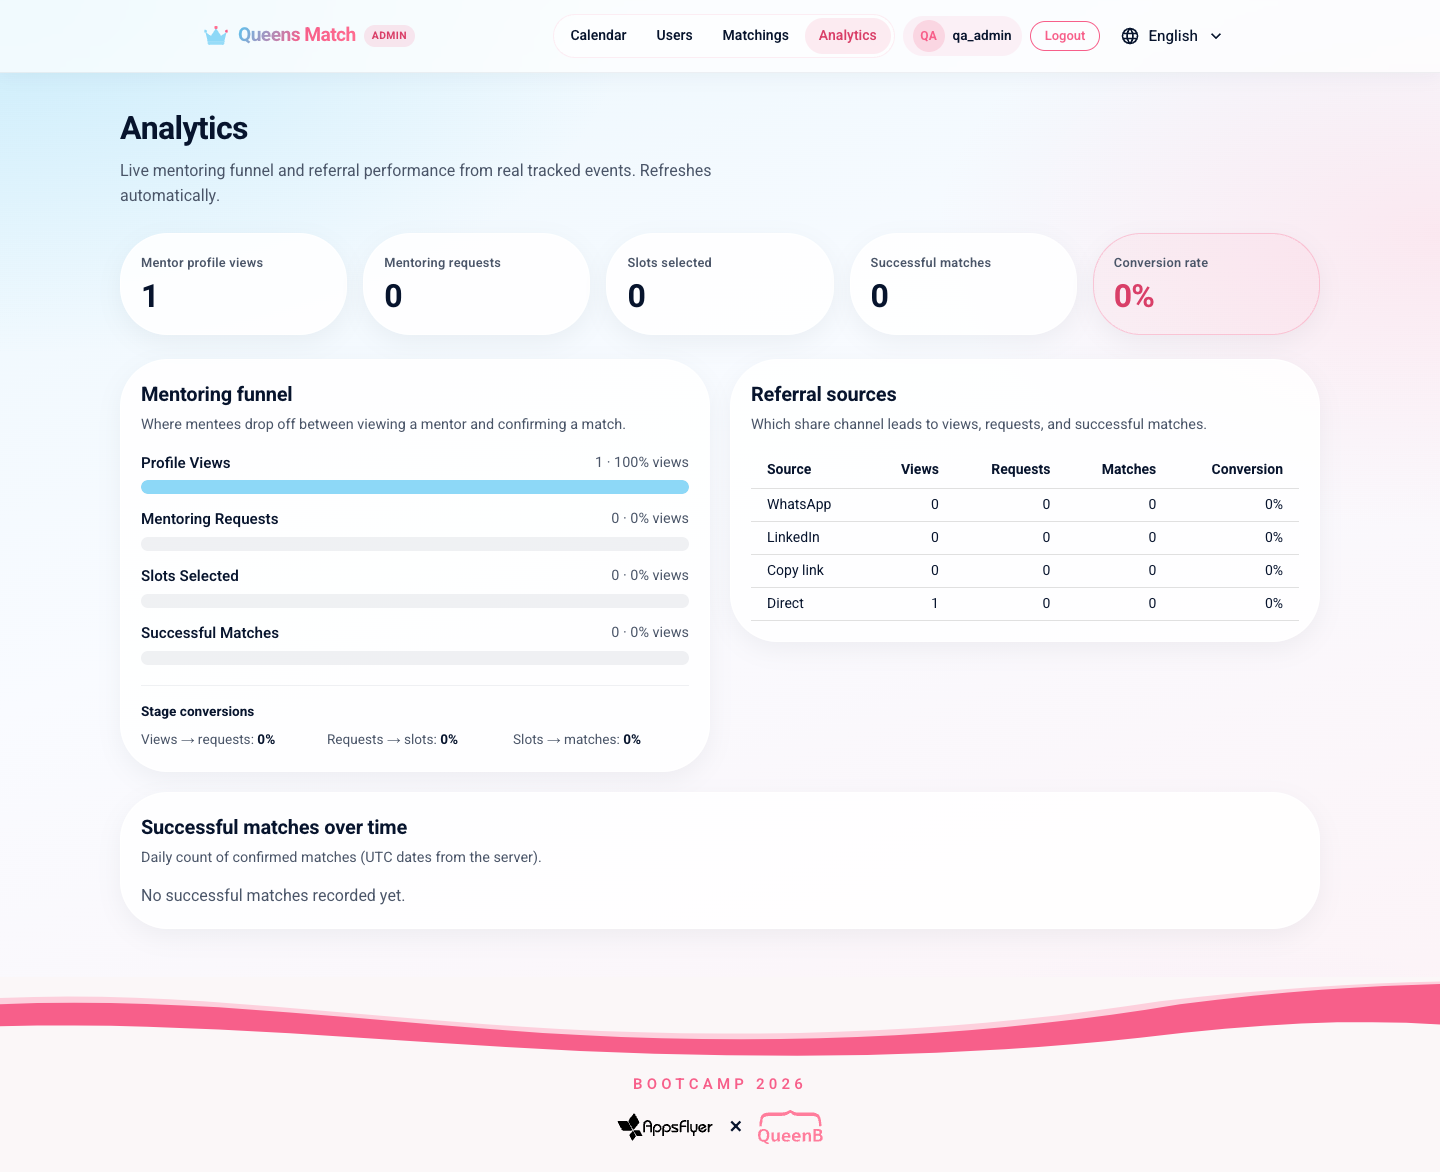 Queens Match ADMIN
Calendar Users Matchings Analytics QA qa_admin Logout English
Analytics
Live mentoring funnel and referral performance from real tracked events. Refreshes
automatically.
Mentor profile views
1
Mentoring requests
0
Slots selected
0
Successful matches
0
Conversion rate
0%
Mentoring funnel
Where mentees drop off between viewing a mentor and confirming a match.
Profile Views 1 · 100% views
Mentoring Requests 0 · 0% views
Slots Selected 0 · 0% views
Successful Matches 0 · 0% views
Stage conversions
Views → requests: 0% Requests → slots: 0% Slots → matches: 0%
Referral sources
Which share channel leads to views, requests, and successful matches.
Source Views Requests Matches Conversion
WhatsApp 0 0 0 0%
LinkedIn 0 0 0 0%
Copy link 0 0 0 0%
Direct 1 0 0 0%
Successful matches over time
Daily count of confirmed matches (UTC dates from the server).
No successful matches recorded yet.
BOOTCAMP 2026
AppsFlyer × QueenB